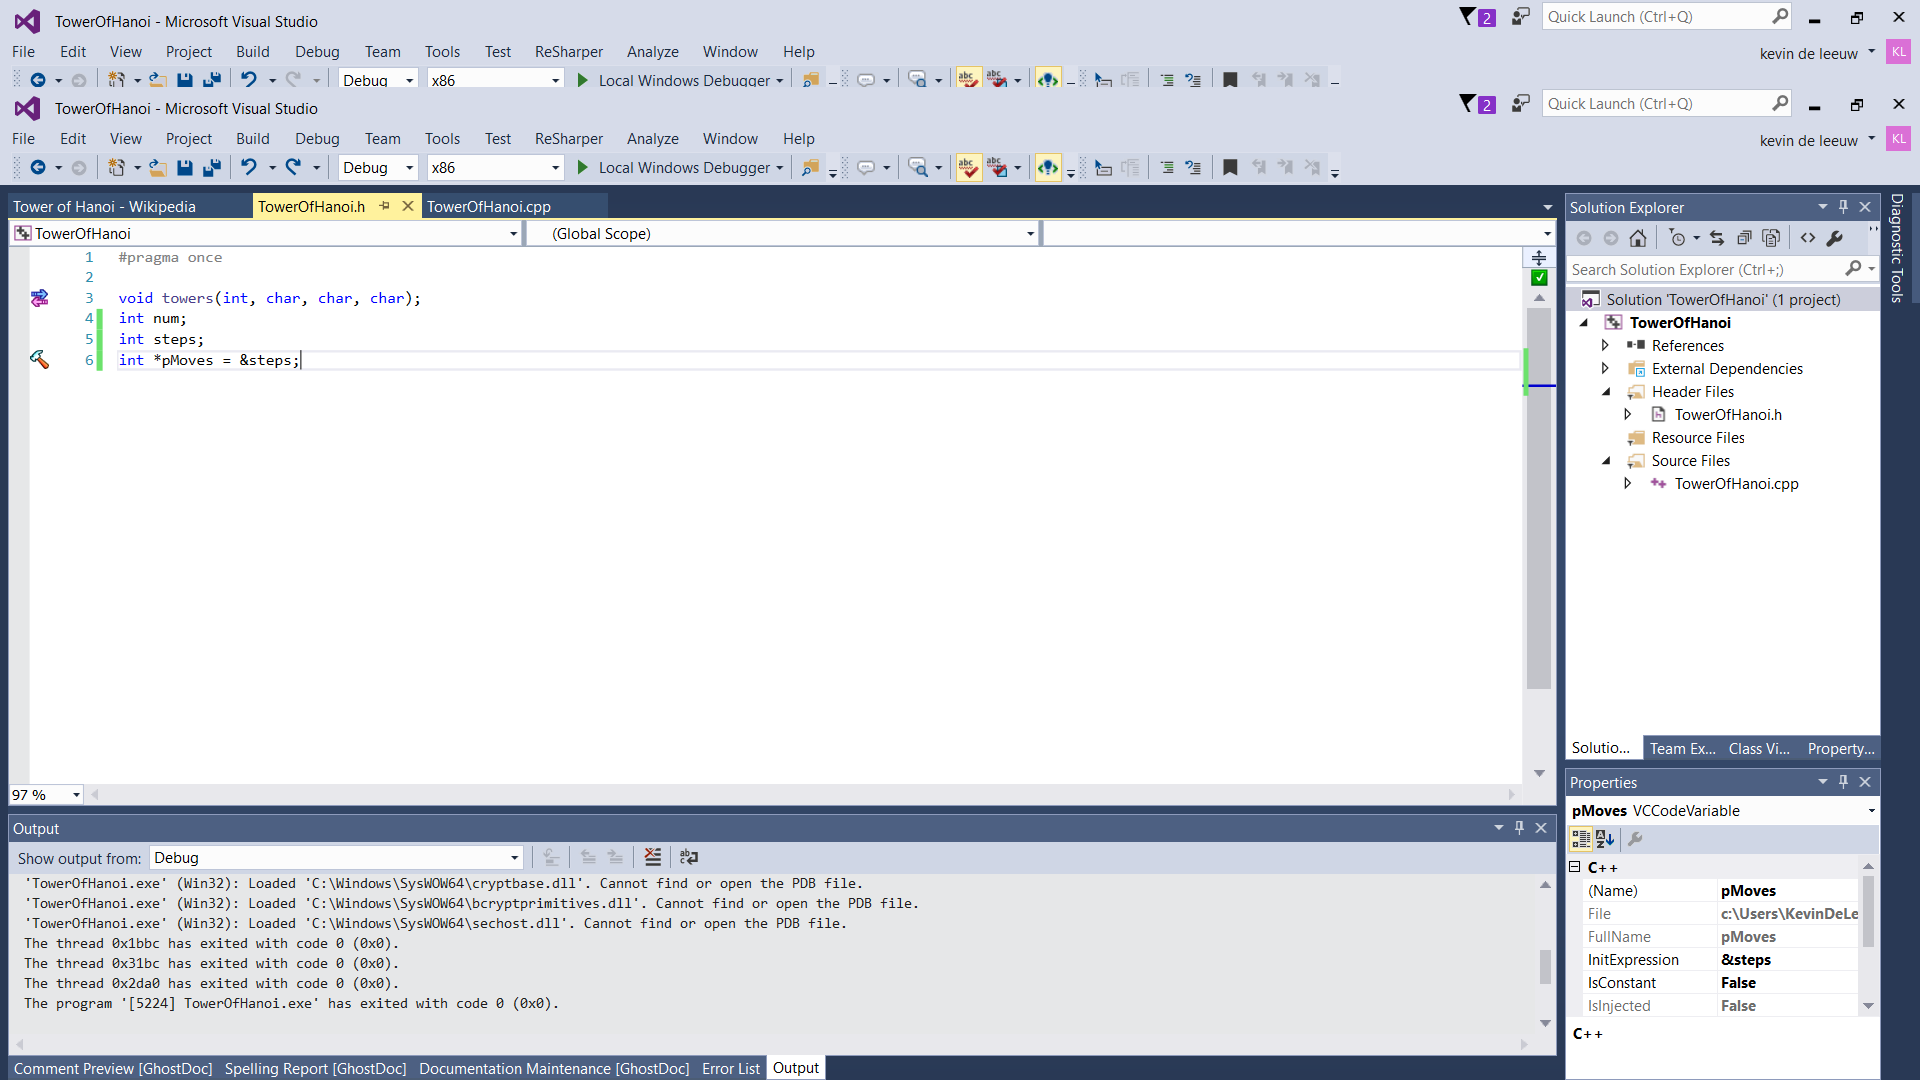 TowerOfHanoi - Microsoft Visual Studio
2
Quick Launch (Ctrl+Q)
File Edit View Project Build Debug Team Tools Test ReSharper Analyze Window Help
kevin de leeuw
KL
Debug x86 Local Windows Debugger
TowerOfHanoi - Microsoft Visual Studio
2
Quick Launch (Ctrl+Q)
File Edit View Project Build Debug Team Tools Test ReSharper Analyze Window Help
kevin de leeuw
KL
Debug x86 Local Windows Debugger
Tower of Hanoi - Wikipedia TowerOfHanoi.h TowerOfHanoi.cpp
TowerOfHanoi (Global Scope)
1 #pragma once
2
3 void towers(int, char, char, char);
4 int num;
5 int steps;
6 int *pMoves = &steps;
97 %
Output
Show output from: Debug
'TowerOfHanoi.exe' (Win32): Loaded 'C:\Windows\SysWOW64\cryptbase.dll'. Cannot find or open the PDB file.
'TowerOfHanoi.exe' (Win32): Loaded 'C:\Windows\SysWOW64\bcryptprimitives.dll'. Cannot find or open the PDB file.
'TowerOfHanoi.exe' (Win32): Loaded 'C:\Windows\SysWOW64\sechost.dll'. Cannot find or open the PDB file.
The thread 0x1bbc has exited with code 0 (0x0).
The thread 0x31bc has exited with code 0 (0x0).
The thread 0x2da0 has exited with code 0 (0x0).
The program '[5224] TowerOfHanoi.exe' has exited with code 0 (0x0).
Comment Preview [GhostDoc] Spelling Report [GhostDoc] Documentation Maintenance [GhostDoc] Error List Output
Solution Explorer
Search Solution Explorer (Ctrl+;)
Solution 'TowerOfHanoi' (1 project)
TowerOfHanoi
References
External Dependencies
Header Files
TowerOfHanoi.h
Resource Files
Source Files
TowerOfHanoi.cpp
Solutio... Team Ex... Class Vi... Property...
Properties
pMoves VCCodeVariable
C++
(Name) pMoves
File c:\Users\KevinDeLe
FullName pMoves
InitExpression &steps
IsConstant False
IsInjected False
C++
Diagnostic Tools